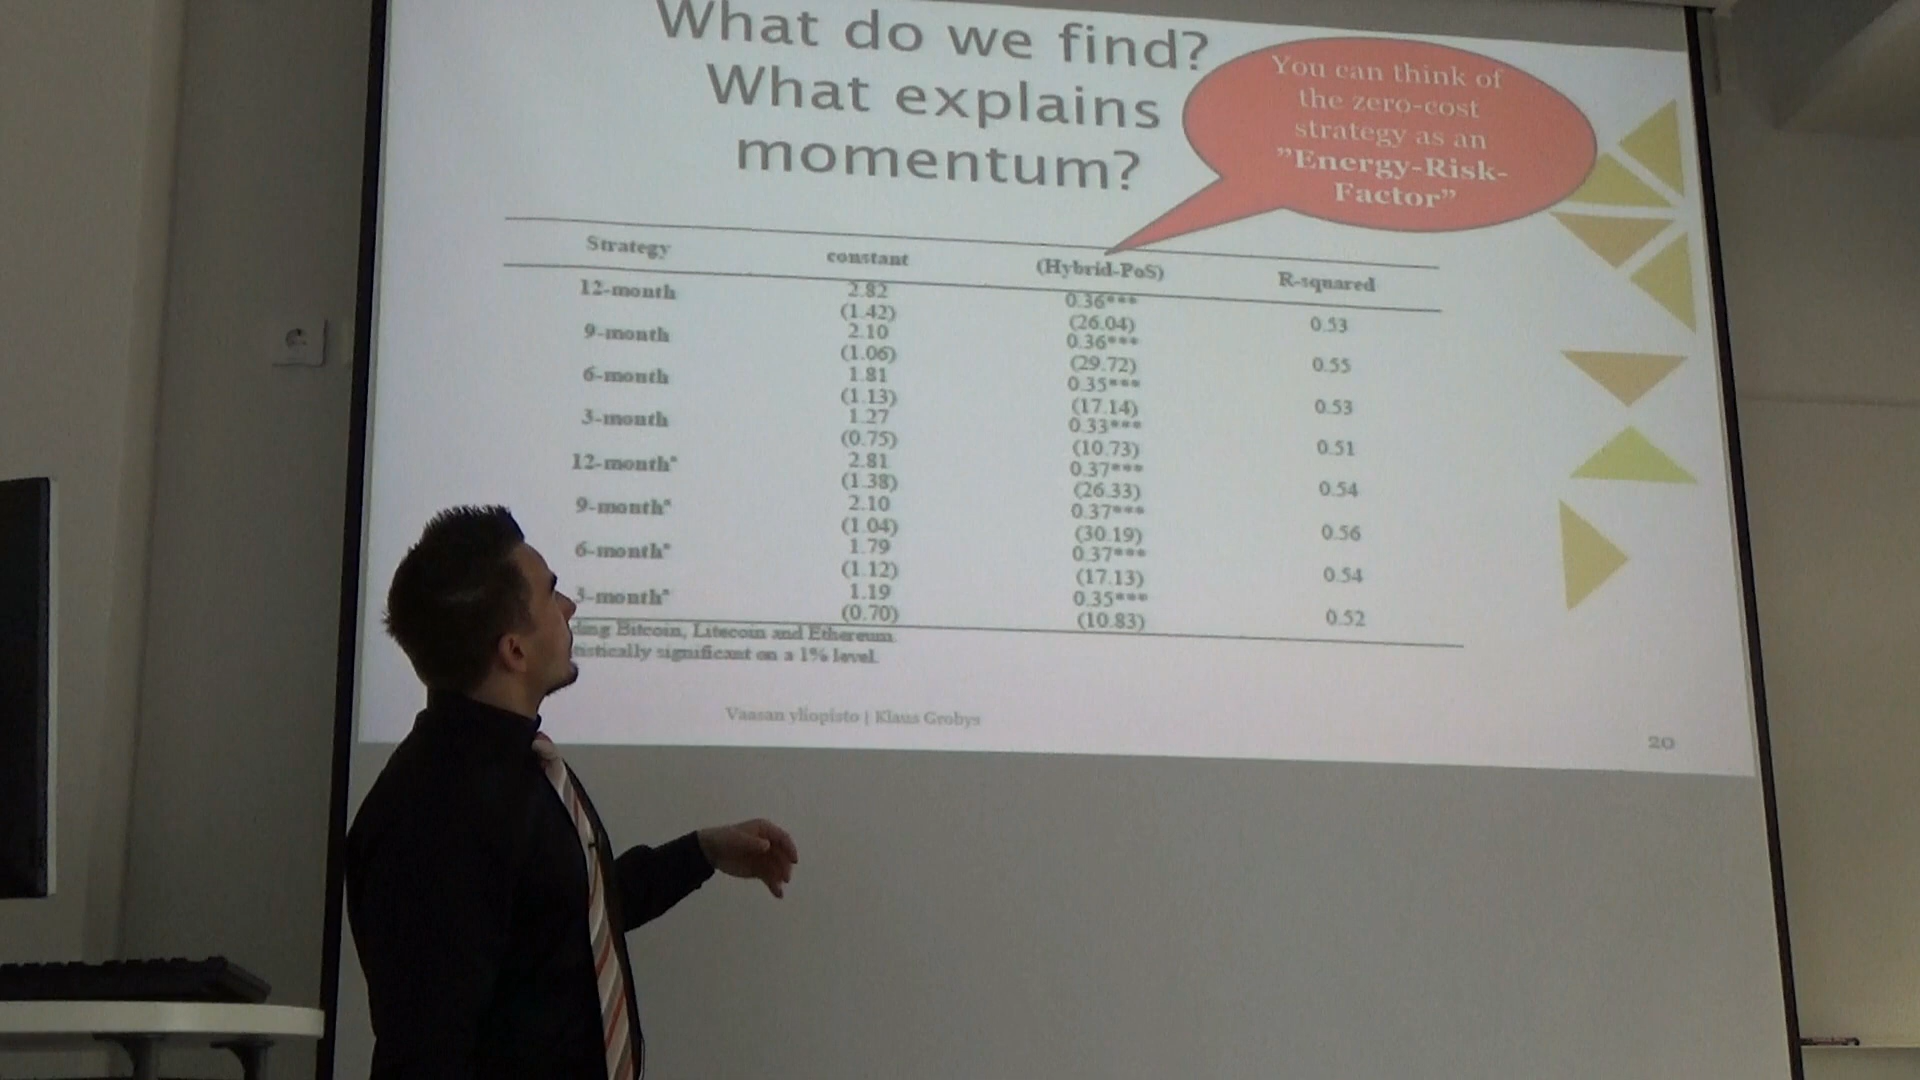 What do we find?
What explains
momentum?
You can think of
the zero-cost
strategy as an
"Energy-Risk-
Factor"
Strategy constant (Hybrid-PoS) R-squared
12-month 2.82 0.36***
(1.42) (26.04) 0.53
9-month 2.10 0.36***
(1.06) (29.72) 0.55
6-month 1.81 0.35***
(1.13) (17.14) 0.53
3-month 1.27 0.33***
(0.75) (10.73) 0.51
12-month* 2.81 0.37***
(1.38) (26.33) 0.54
9-month* 2.10 0.37***
(1.04) (30.19) 0.56
6-month* 1.79 0.37***
(1.12) (17.13) 0.54
3-month* 1.19 0.35***
(0.70) (10.83) 0.52
Bitcoin, Litecoin and Ethereum
significant on a 1% level.
Vaasan yliopisto | Klaus Grobys
20